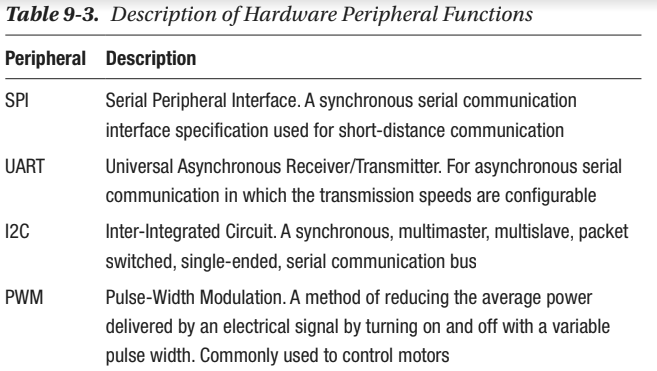 Table 9-3. Description of Hardware Peripheral Functions
Peripheral Description
SPI Serial Peripheral Interface. A synchronous serial communication
interface specification used for short-distance communication
UART Universal Asynchronous Receiver/Transmitter. For asynchronous serial
communication in which the transmission speeds are configurable
I2C Inter-Integrated Circuit. A synchronous, multimaster, multislave, packet
switched, single-ended, serial communication bus
PWM Pulse-Width Modulation. A method of reducing the average power
delivered by an electrical signal by turning on and off with a variable
pulse width. Commonly used to control motors